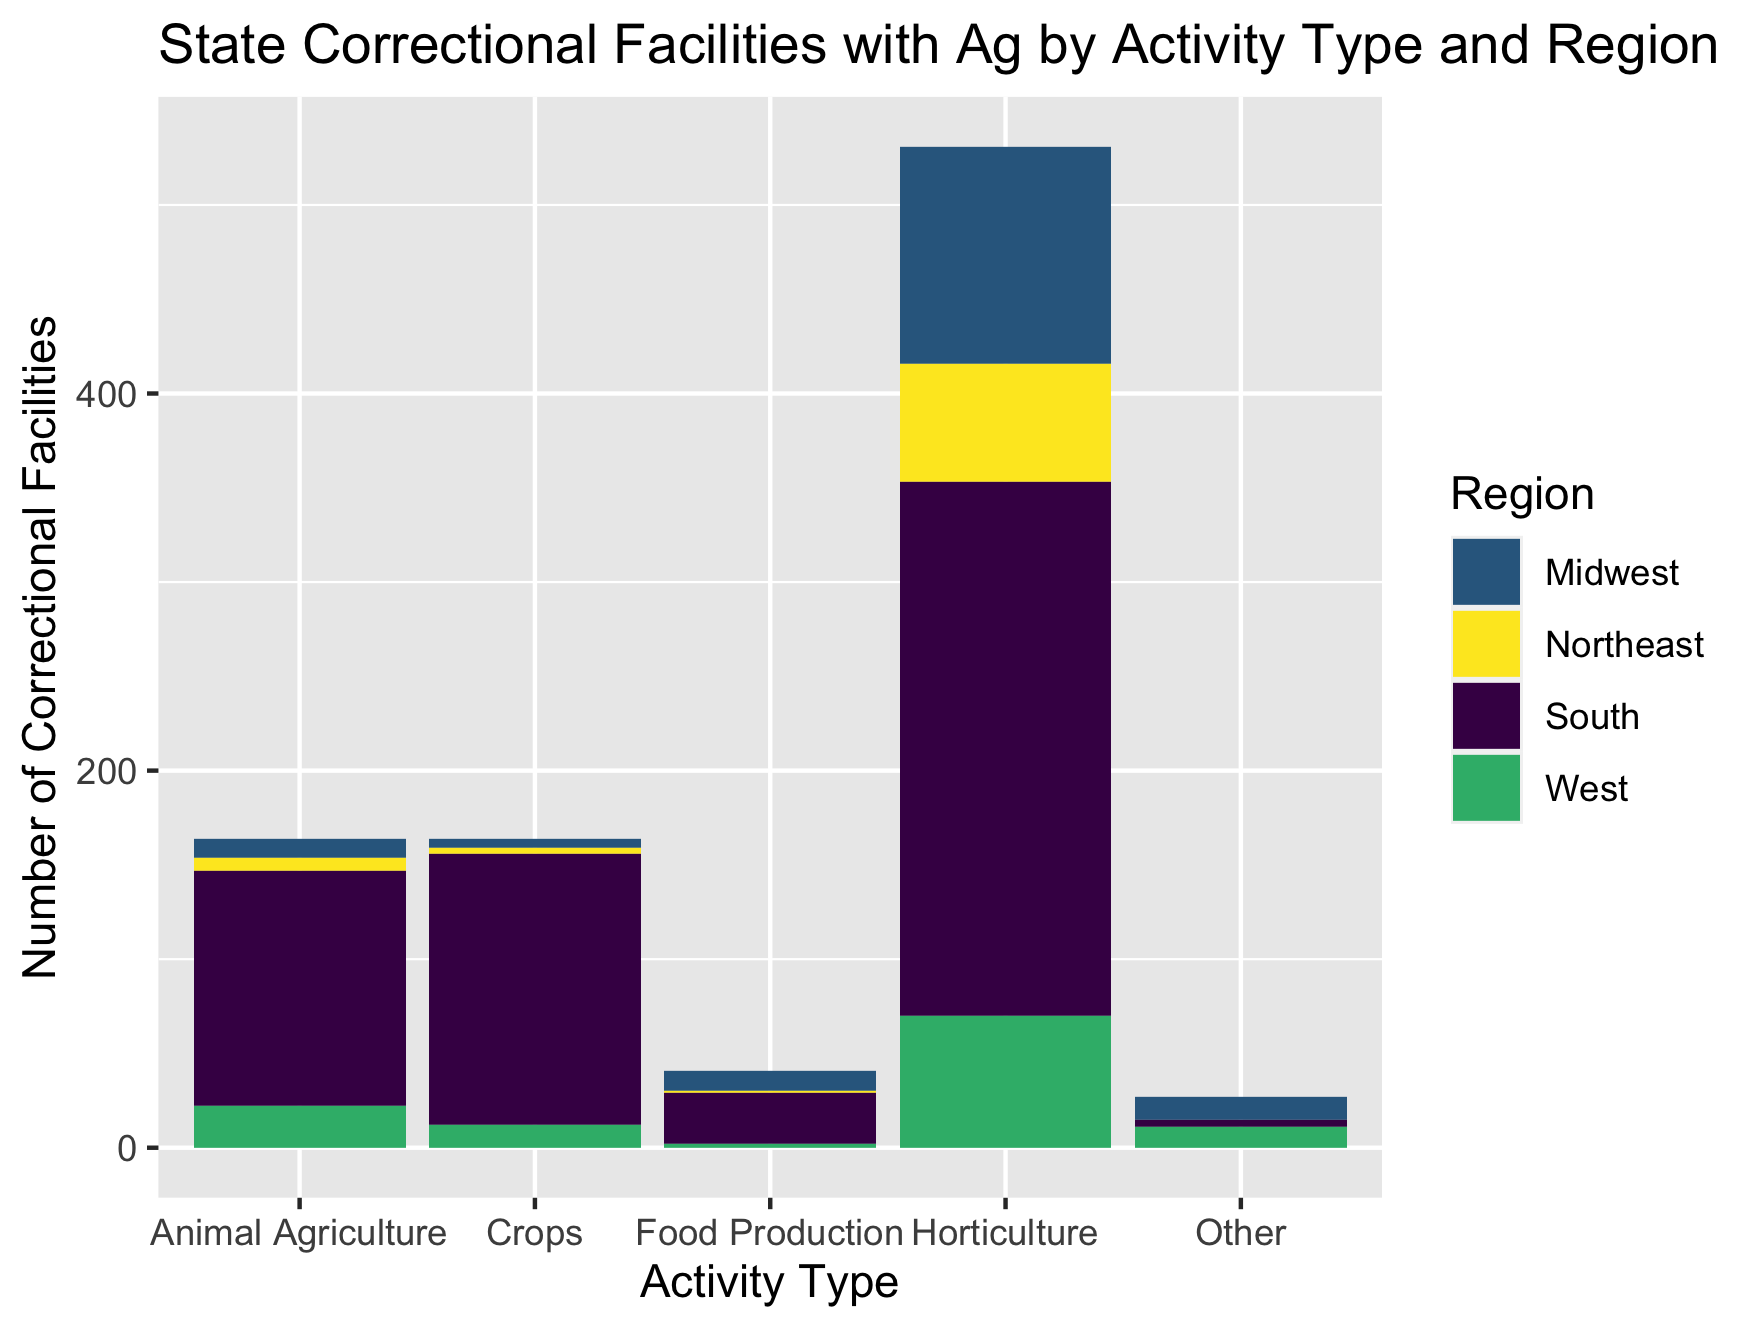 State Correctional Facilities with Ag by Activity Type and Region
Number of Correctional Facilities
400
200
0
Animal Agriculture
Crops
Food Production
Horticulture
Other
Activity Type
Region
Midwest
Northeast
South
West